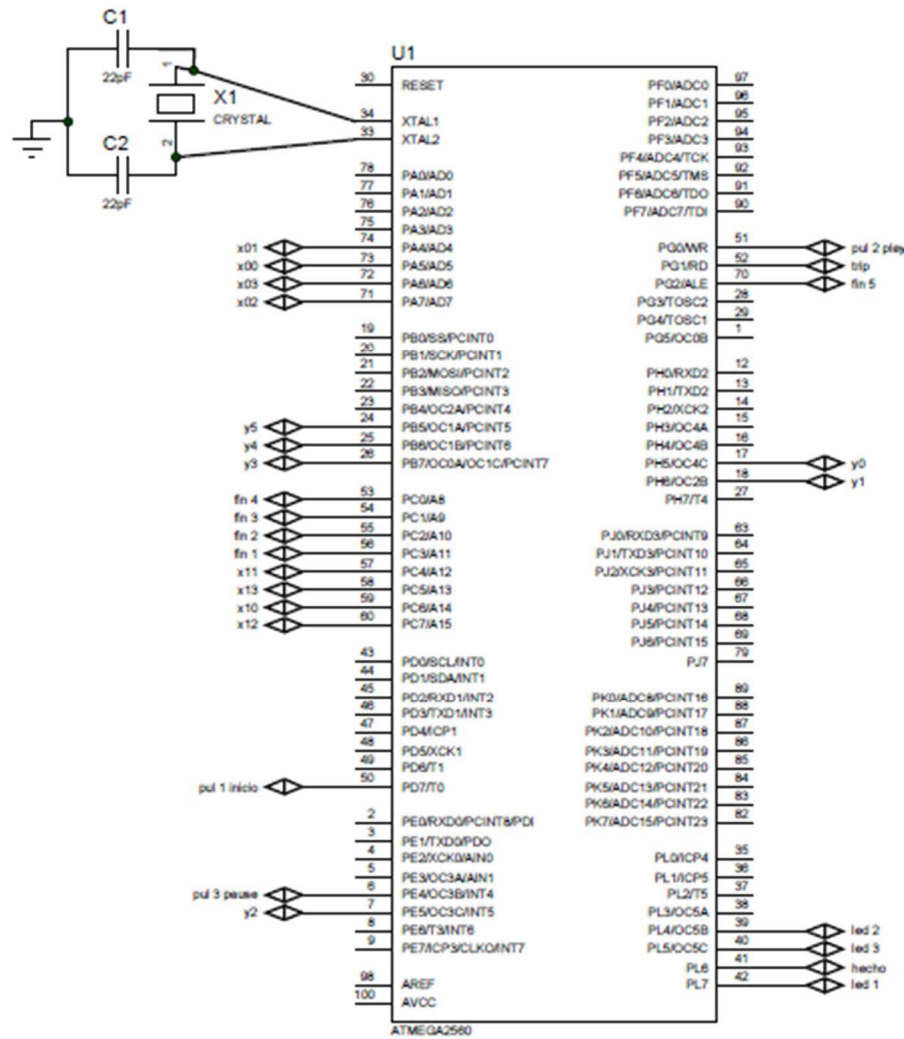 C1
22pF
1
X1
CRYSTAL
2
C2
22pF
U1
30 RESET
34 XTAL1
33 XTAL2
78 PA0/AD0
77 PA1/AD1
76 PA2/AD2
75 PA3/AD3
x01 74 PA4/AD4
x00 73 PA5/AD5
x03 72 PA6/AD6
x02 71 PA7/AD7
19 PB0/SS/PCINT0
20 PB1/SCK/PCINT1
21 PB2/MOSI/PCINT2
22 PB3/MISO/PCINT3
23 PB4/OC2A/PCINT4
y5 24 PB5/OC1A/PCINT5
y4 25 PB6/OC1B/PCINT6
y3 26 PB7/OC0A/OC1C/PCINT7
fin 4 53 PC0/A8
fin 3 54 PC1/A9
fin 2 55 PC2/A10
fin 1 56 PC3/A11
x11 57 PC4/A12
x13 58 PC5/A13
x10 59 PC6/A14
x12 60 PC7/A15
43 PD0/SCL/INT0
44 PD1/SDA/INT1
45 PD2/RXD1/INT2
46 PD3/TXD1/INT3
47 PD4/ICP1
48 PD5/XCK1
49 PD6/T1
pul 1 inicio 50 PD7/T0
2 PE0/RXD0/PCINT8/PDI
3 PE1/TXD0/PDO
4 PE2/XCK0/AIN0
5 PE3/OC3A/AIN1
pul 3 pause 6 PE4/OC3B/INT4
y2 7 PE5/OC3C/INT5
8 PE6/T3/INT6
9 PE7/ICP3/CLKO/INT7
98 AREF
100 AVCC
PF0/ADC0 97
PF1/ADC1 96
PF2/ADC2 95
PF3/ADC3 94
PF4/ADC4/TCK 93
PF5/ADC5/TMS 92
PF6/ADC6/TDO 91
PF7/ADC7/TDI 90
PG0/WR 51 pul 2 play
PG1/RD 52 trip
PG2/ALE 70 fin 5
PG3/TOSC2 28
PG4/TOSC1 29
PG5/OC0B 1
PH0/RXD2 12
PH1/TXD2 13
PH2/XCK2 14
PH3/OC4A 15
PH4/OC4B 16
PH5/OC4C 17 y0
PH6/OC2B 18 y1
PH7/T4 27
PJ0/RXD3/PCINT9 63
PJ1/TXD3/PCINT10 64
PJ2/XCK3/PCINT11 65
PJ3/PCINT12 66
PJ4/PCINT13 67
PJ5/PCINT14 68
PJ6/PCINT15 69
PJ7 79
PK0/ADC8/PCINT16 89
PK1/ADC9/PCINT17 88
PK2/ADC10/PCINT18 87
PK3/ADC11/PCINT19 86
PK4/ADC12/PCINT20 85
PK5/ADC13/PCINT21 84
PK6/ADC14/PCINT22 83
PK7/ADC15/PCINT23 82
PL0/ICP4 35
PL1/ICP5 36
PL2/T5 37
PL3/OC5A 38
PL4/OC5B 39 led 2
PL5/OC5C 40 led 3
PL6 41 hecho
PL7 42 led 1
ATMEGA2560